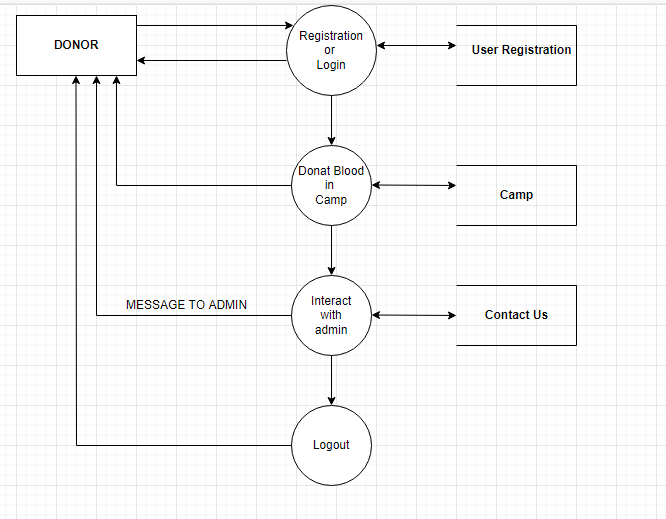 DONOR
Registration
or
Login
User Registration
Donat Blood
in
Camp
Camp
MESSAGE TO ADMIN
Interact
with
admin
Contact Us
Logout